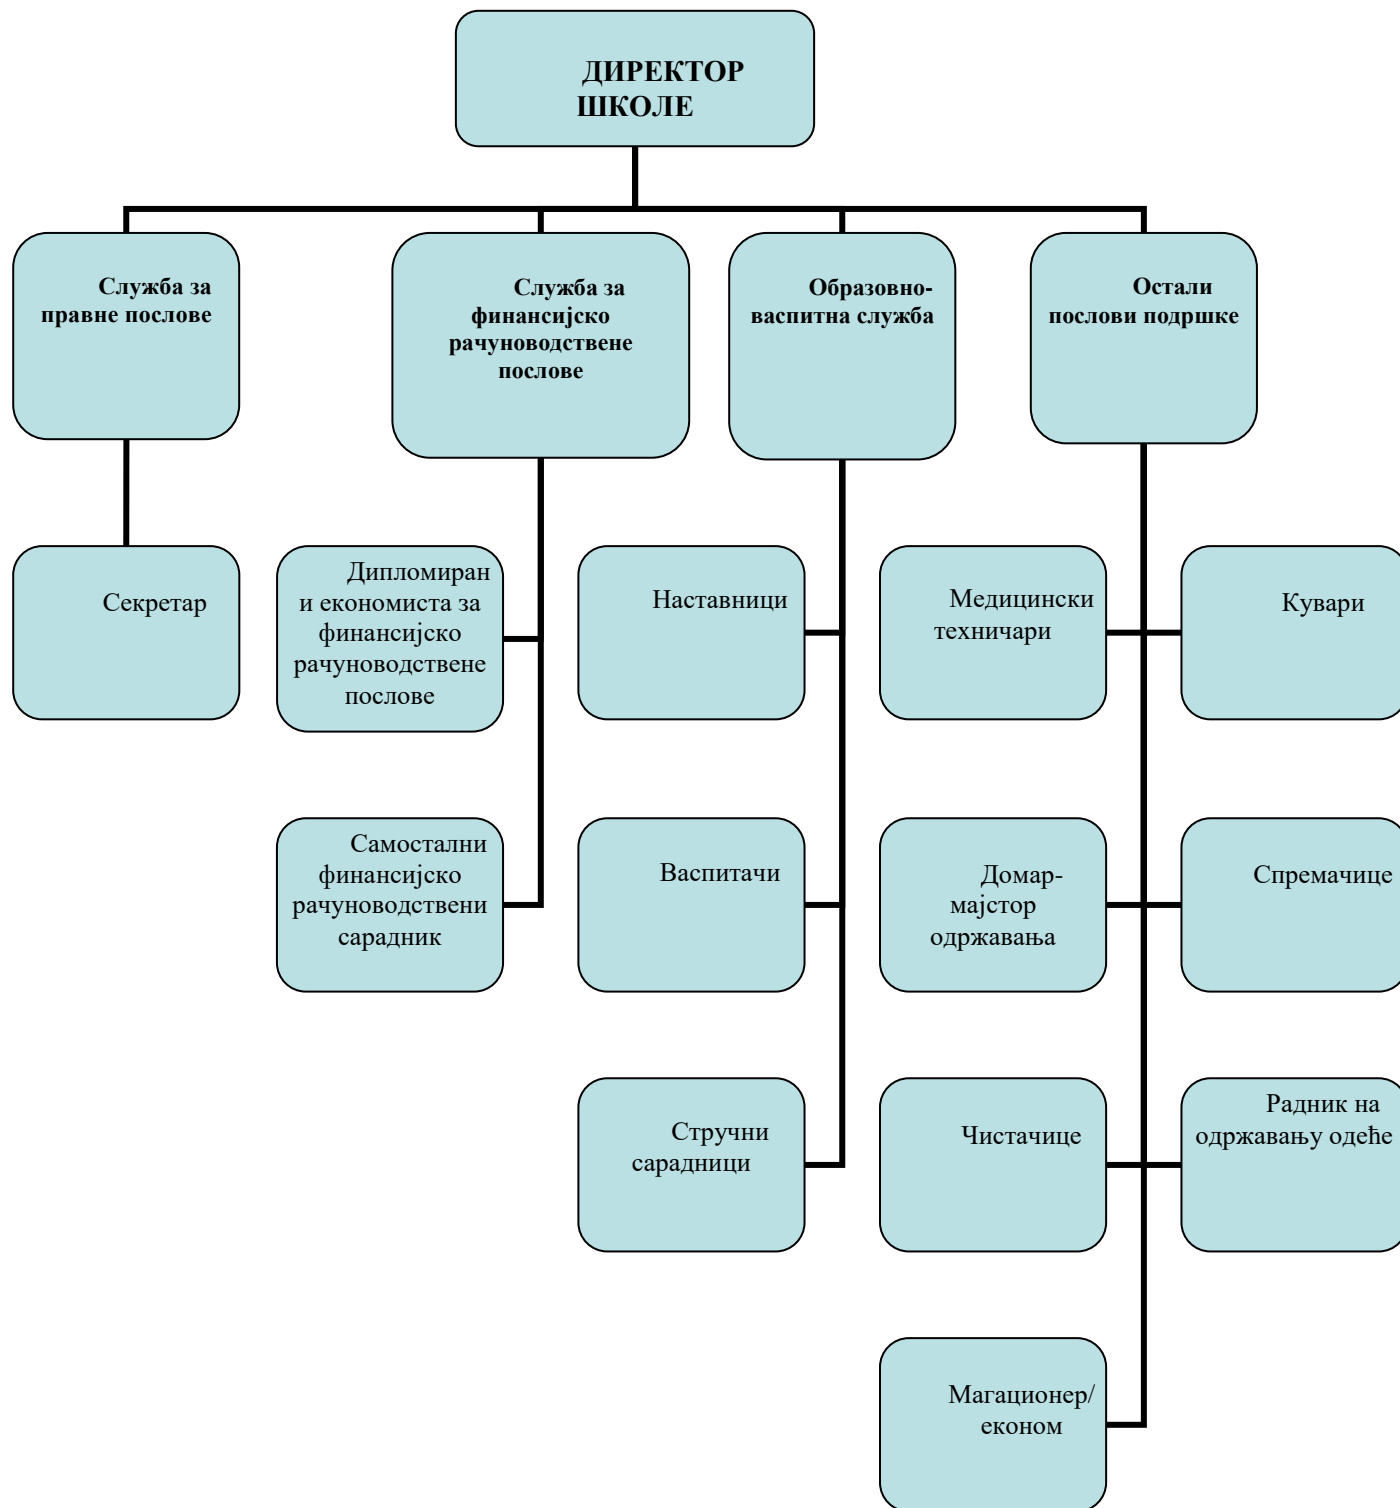 ДИРЕКТОР
ШКОЛЕ
Служба за
правне послове
Служба за
финансијско
рачуноводствене
послове
Образовно-
васпитна служба
Остали
послови подршке
Секретар
Дипломиран
и економиста за
финансијско
рачуноводствене
послове
Наставници
Медицински
техничари
Кувари
Самостални
финансијско
рачуноводствени
сарадник
Васпитачи
Домар-
мајстор
одржавања
Спремачице
Стручни
сарадници
Чистачице
Радник на
одржавању одеће
Магационер/
економ